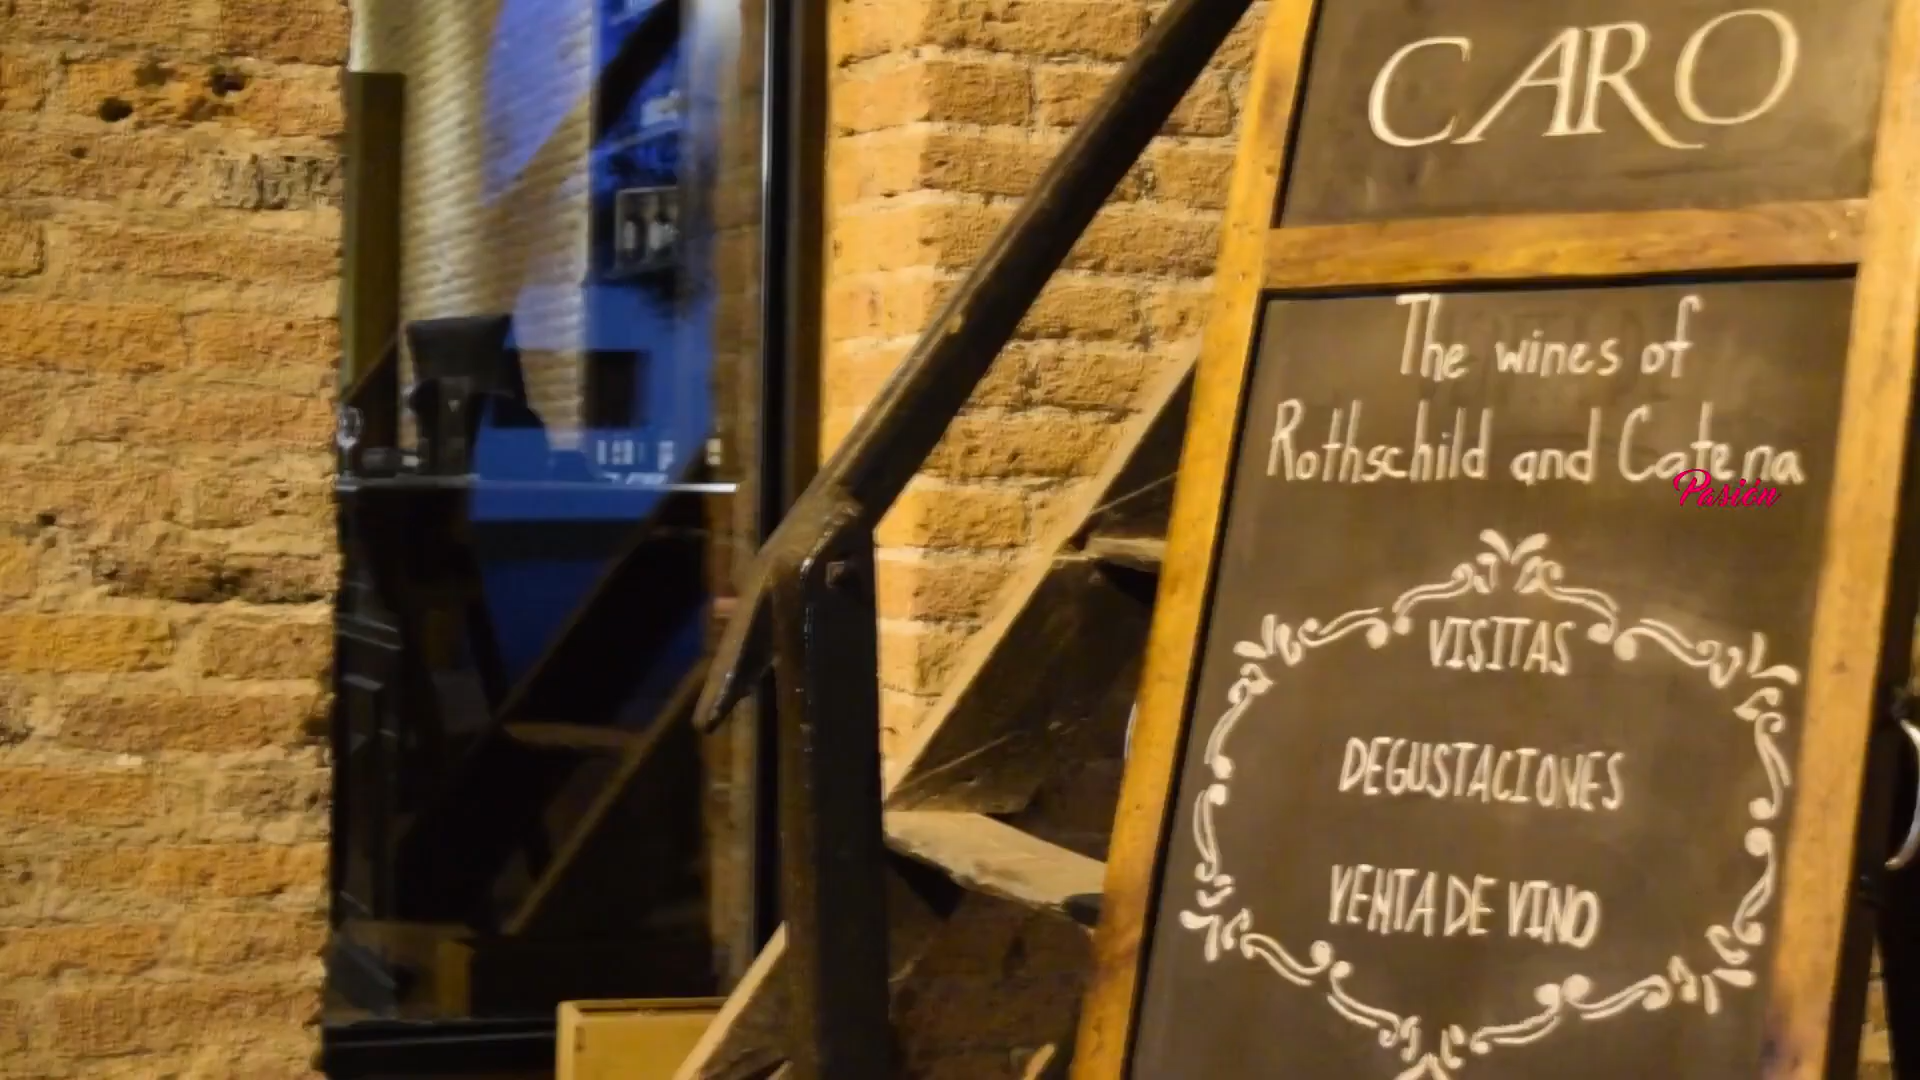 CARO
The wines of
Rothschild and Catena
Pasión
VISITAS
DEGUSTACIONES
VENTA DE VINO